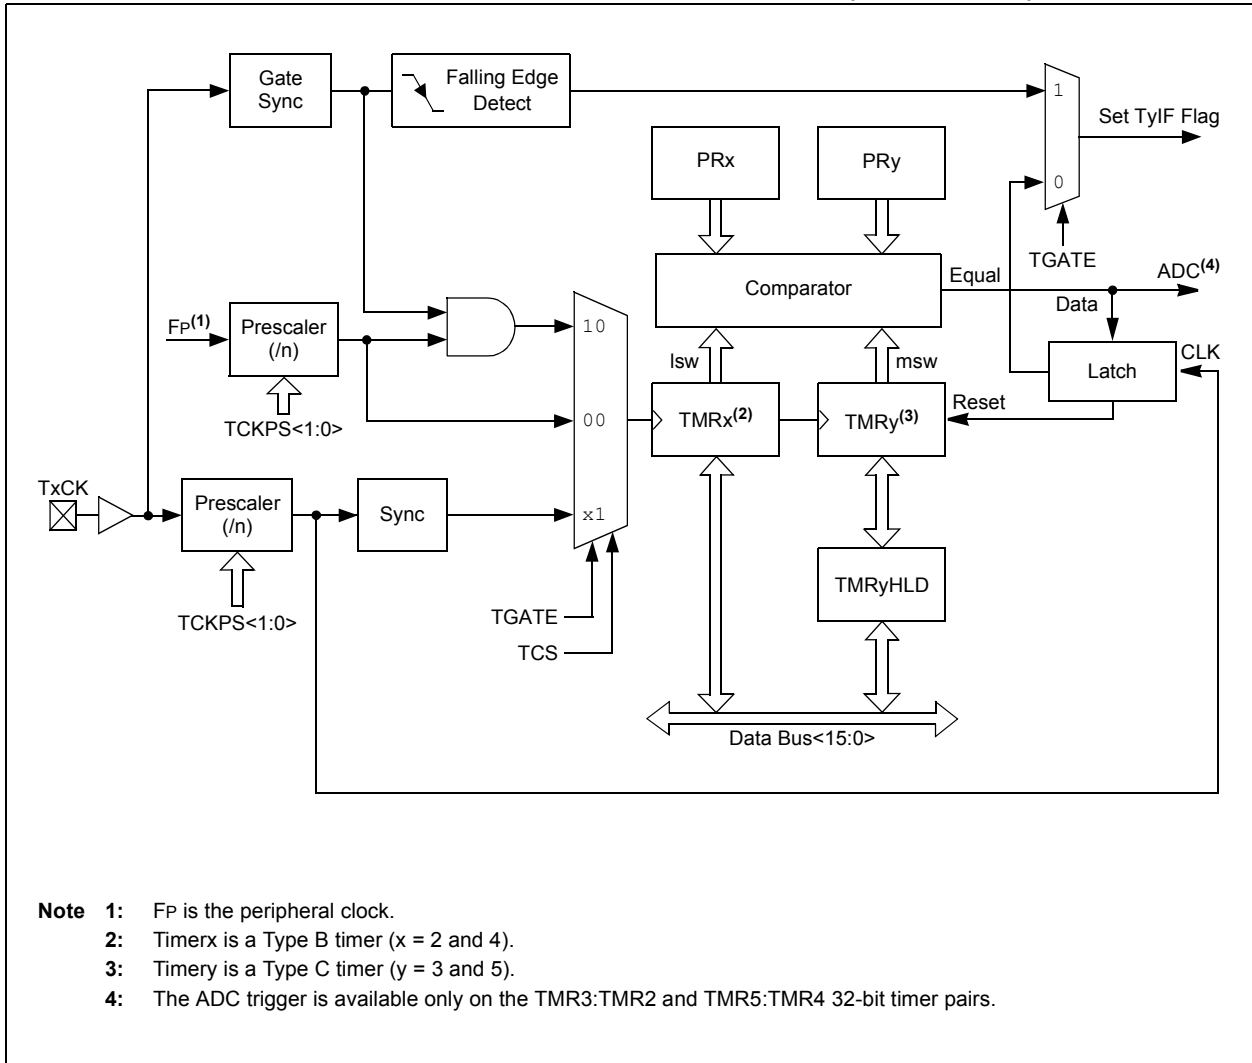 Gate
Sync
Falling Edge
Detect
1
Set TyIF Flag
PRx
PRy
0
TGATE
Comparator
Equal
ADC(4)
Data
FP(1)
Prescaler
(/n)
10
lsw
msw
CLK
Latch
TCKPS<1:0>
00
TMRx(2)
TMRy(3)
Reset
TxCK
Prescaler
(/n)
Sync
x1
TCKPS<1:0>
TGATE
TCS
TMRyHLD
Data Bus<15:0>
Note 1: FP is the peripheral clock.
2: Timerx is a Type B timer (x = 2 and 4).
3: Timery is a Type C timer (y = 3 and 5).
4: The ADC trigger is available only on the TMR3:TMR2 and TMR5:TMR4 32-bit timer pairs.